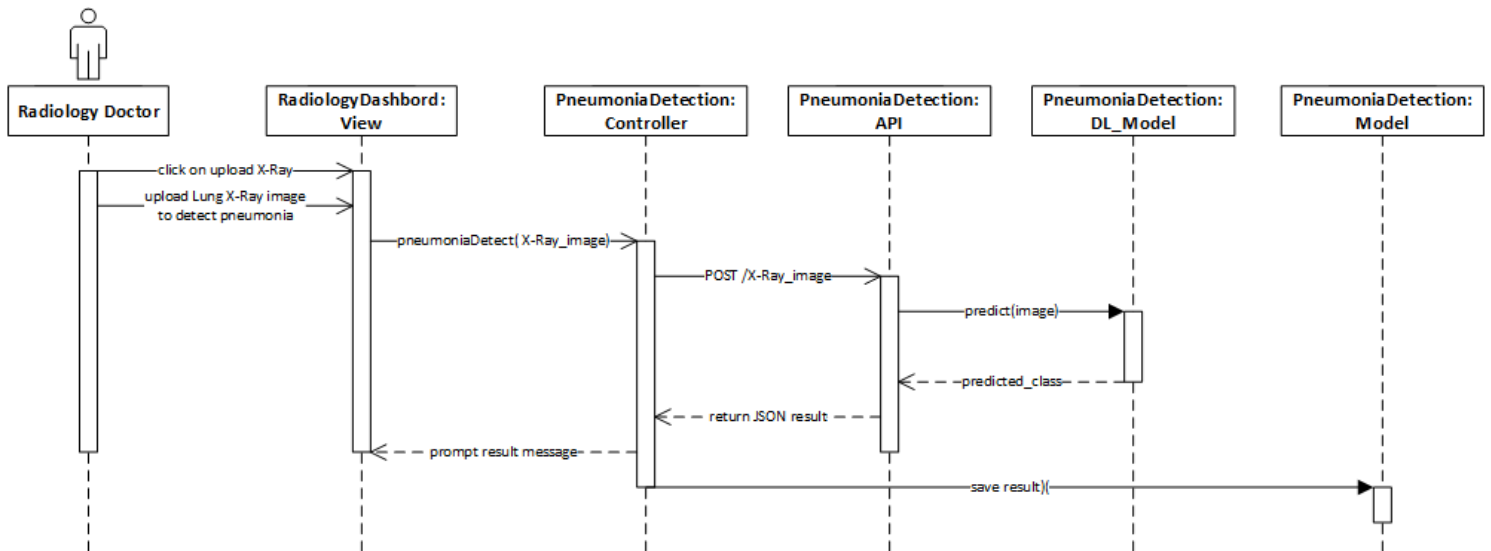 Radiology Doctor
RadiologyDashbord:
View
PneumoniaDetection:
Controller
PneumoniaDetection:
API
PneumoniaDetection:
DL_Model
PneumoniaDetection:
Model
click on upload X-Ray
upload Lung X-Ray image
to detect pneumonia
pneumoniaDetect( X-Ray_image)
POST /X-Ray_image
predict(image)
predicted_class
return JSON result
prompt result message
save result)(